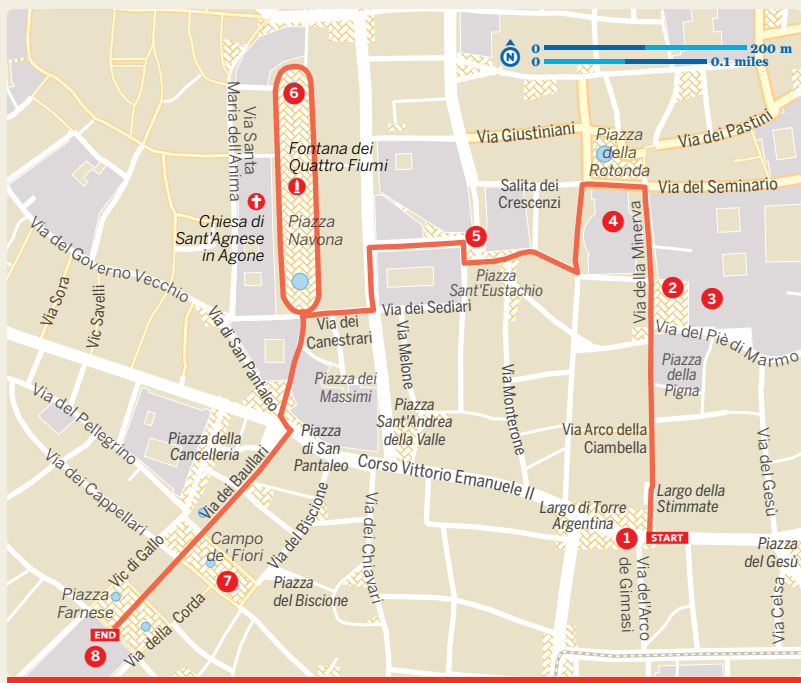 N
0
200 m
0
0.1 miles
6
Via Santa
Maria dell'Anima
Fontana dei
Quattro Fiumi
Via Giustiniani
Piazza
della
Rotonda
Via dei Pastini
Salita dei
Crescenzi
Via del Seminario
Chiesa di
Sant'Agnese
in Agone
Piazza
Navona
5
4
Via della Minerva
Via del Governo Vecchio
Piazza
Sant'Eustachio
2
3
Via Sora
Vic Savelli
Via di San Pantaleo
Via dei
Canestrari
Via dei Sediari
Via Melone
Via del Piè di Marmo
Piazza dei
Massimi
Via Monterone
Piazza
della
Pigna
Via del Pellegrino
Piazza della
Cancelleria
Piazza
di San
Pantaleo
Piazza
Sant'Andrea
della Valle
Via Arco della
Ciambella
Via dei Cappellari
Via dei Baullari
Corso Vittorio Emanuele II
Via del Gesù
Via del Biscione
Via dei Chiavari
Largo di Torre
Argentina
Largo della
Stimmate
1
START
Vic di Gallo
Campo
de' Fiori
7
Piazza
del Biscione
Piazza
del Gesù
Piazza
Farnese
Via della Corda
Via dell'Arco
de Ginnasi
Via Celsa
END
8